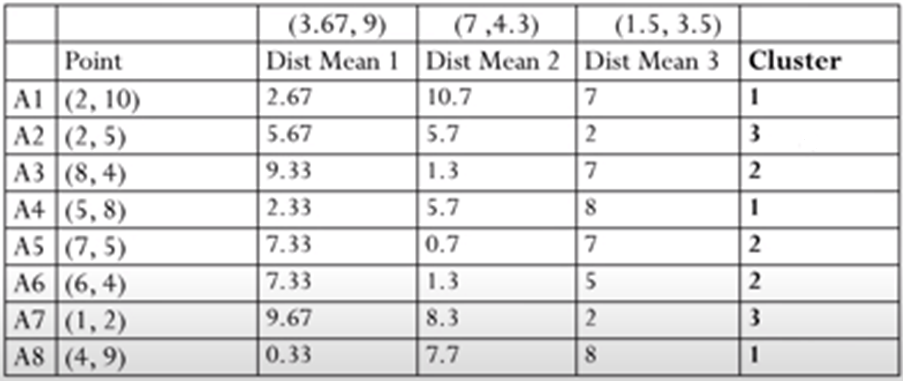 (3.67, 9) (7 ,4.3) (1.5, 3.5)
Point Dist Mean 1 Dist Mean 2 Dist Mean 3 Cluster
A1 (2, 10) 2.67 10.7 7 1
A2 (2, 5) 5.67 5.7 2 3
A3 (8, 4) 9.33 1.3 7 2
A4 (5, 8) 2.33 5.7 8 1
A5 (7, 5) 7.33 0.7 7 2
A6 (6, 4) 7.33 1.3 5 2
A7 (1, 2) 9.67 8.3 2 3
A8 (4, 9) 0.33 7.7 8 1